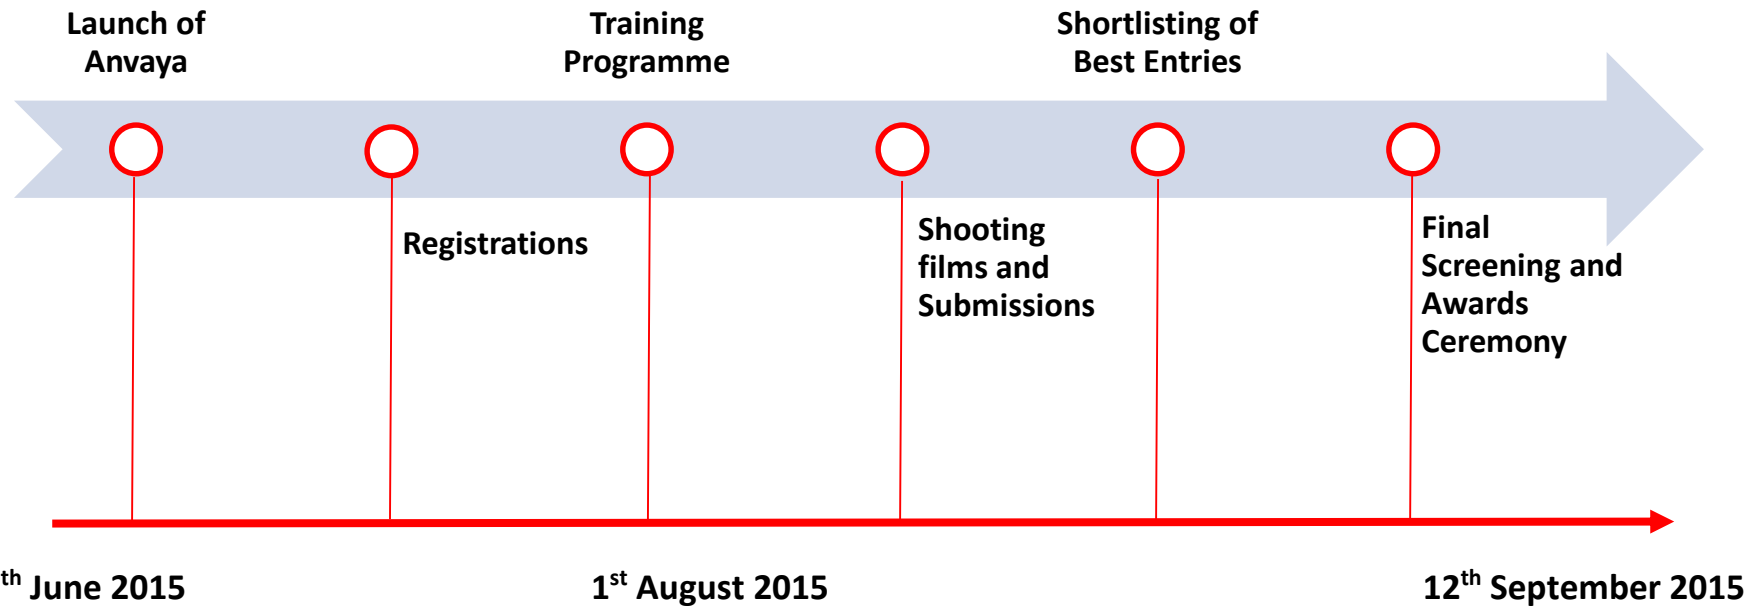 Launch of
Anvaya
Training
Programme
Shortlisting of
Best Entries
Registrations
Shooting
films and
Submissions
Final
Screening and
Awards
Ceremony
th June 2015
1st August 2015
12th September 2015